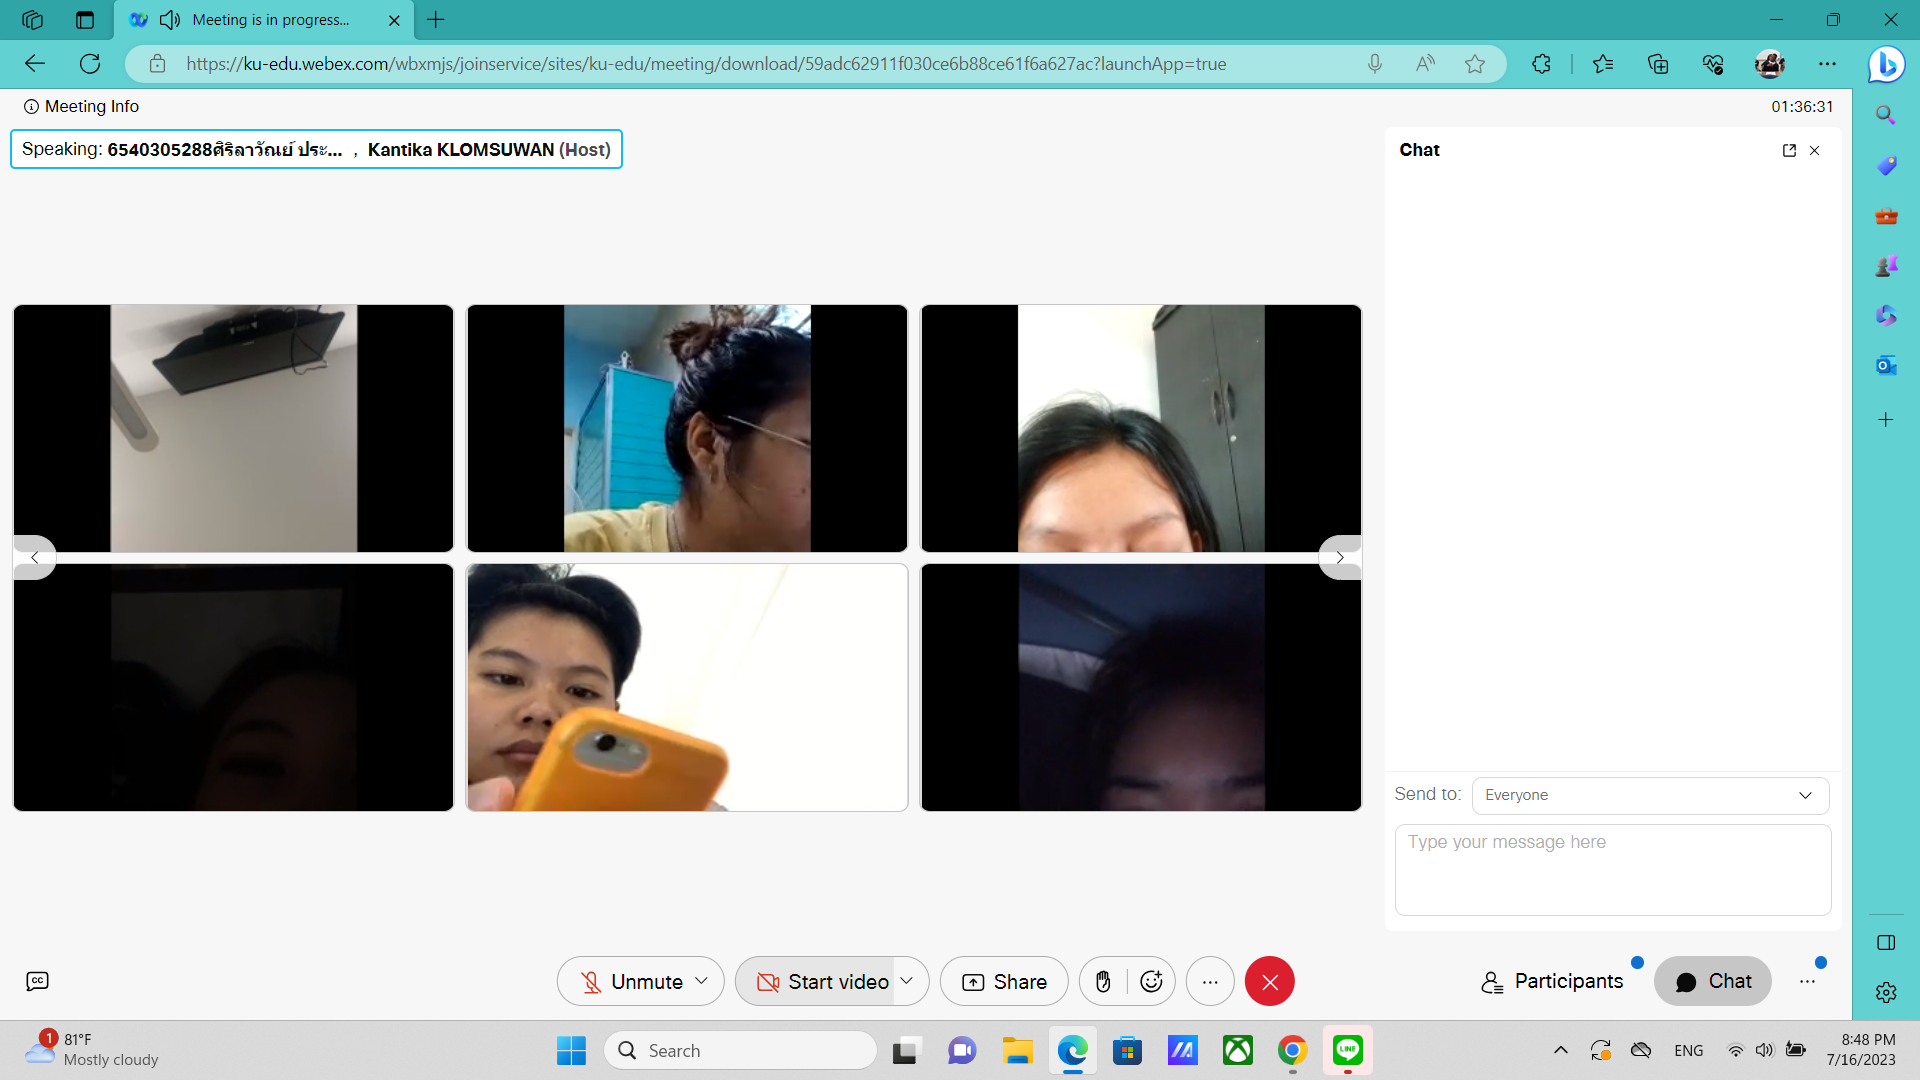 Meeting is in progress...
https://ku-edu.webex.com/wbxmjs/joinservice/sites/ku-edu/meeting/download/59adc62911f030ce6b88ce61f6a627ac?launchApp=true
Meeting Info
01:36:31
Speaking: 6540305288ศิริลาวัณย์ ประ... , Kantika KLOMSUWAN (Host)
Chat
Send to: Everyone
Type your message here
CC
Unmute
Start video
Share
Participants
Chat
1
81°F
Mostly cloudy
Search
LINE
ENG
8:48 PM
7/16/2023